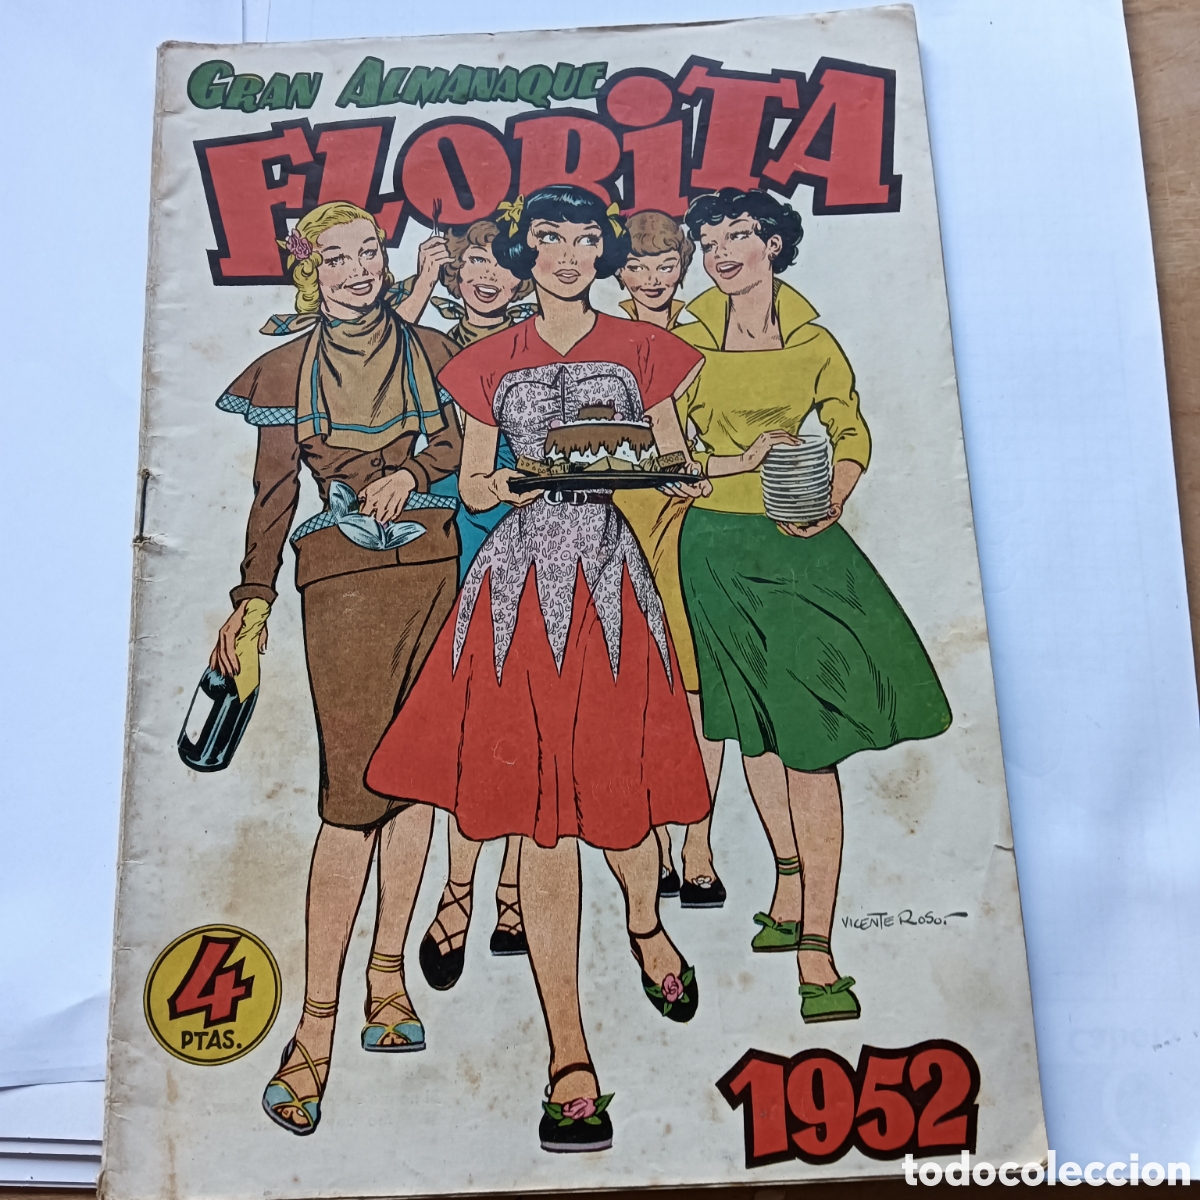 GRAN ALMANAQUE
FLORITA
VICENTE ROSO.
4
PTAS.
1952
todocoleccion